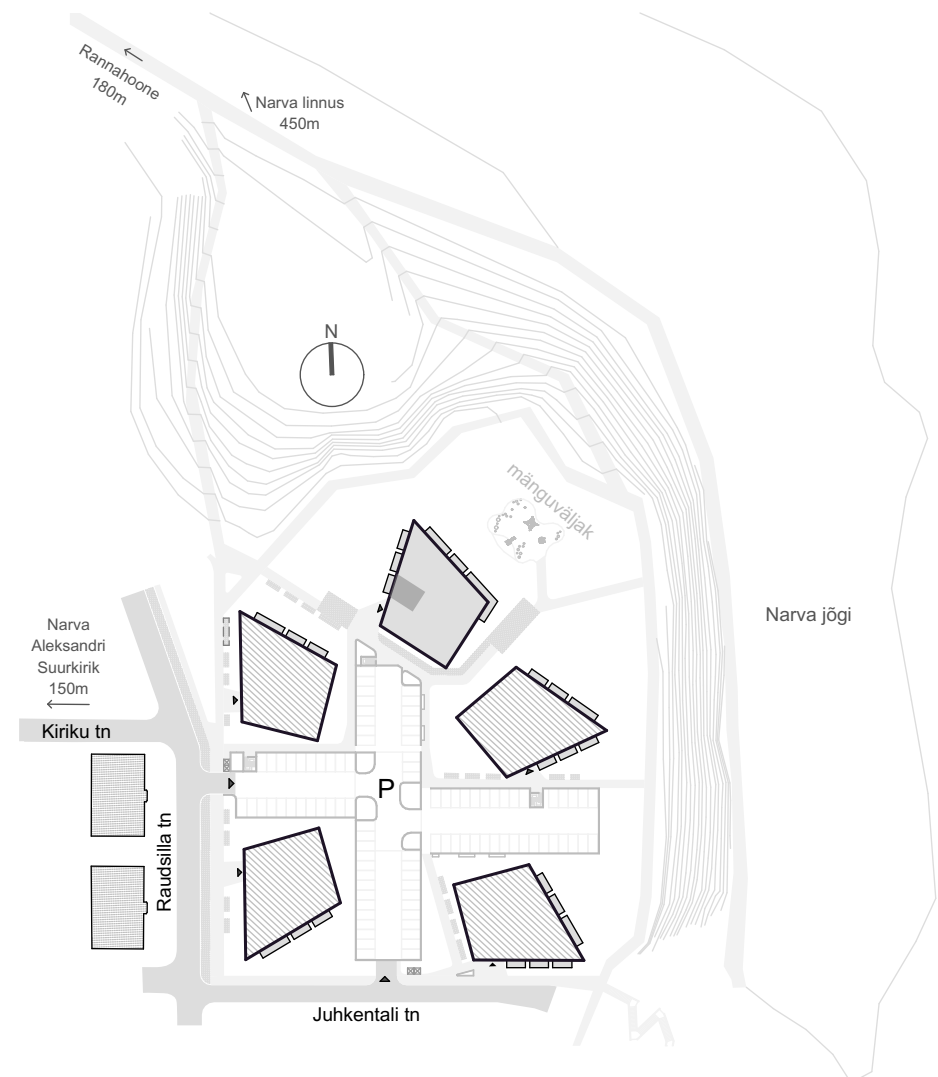 Rannahoone
180m
Narva linnus
450m
N
mänguväljak
Narva jõgi
Narva
Aleksandri
Suurkirik
150m
Kiriku tn
P
Raudsilla tn
Juhkentali tn